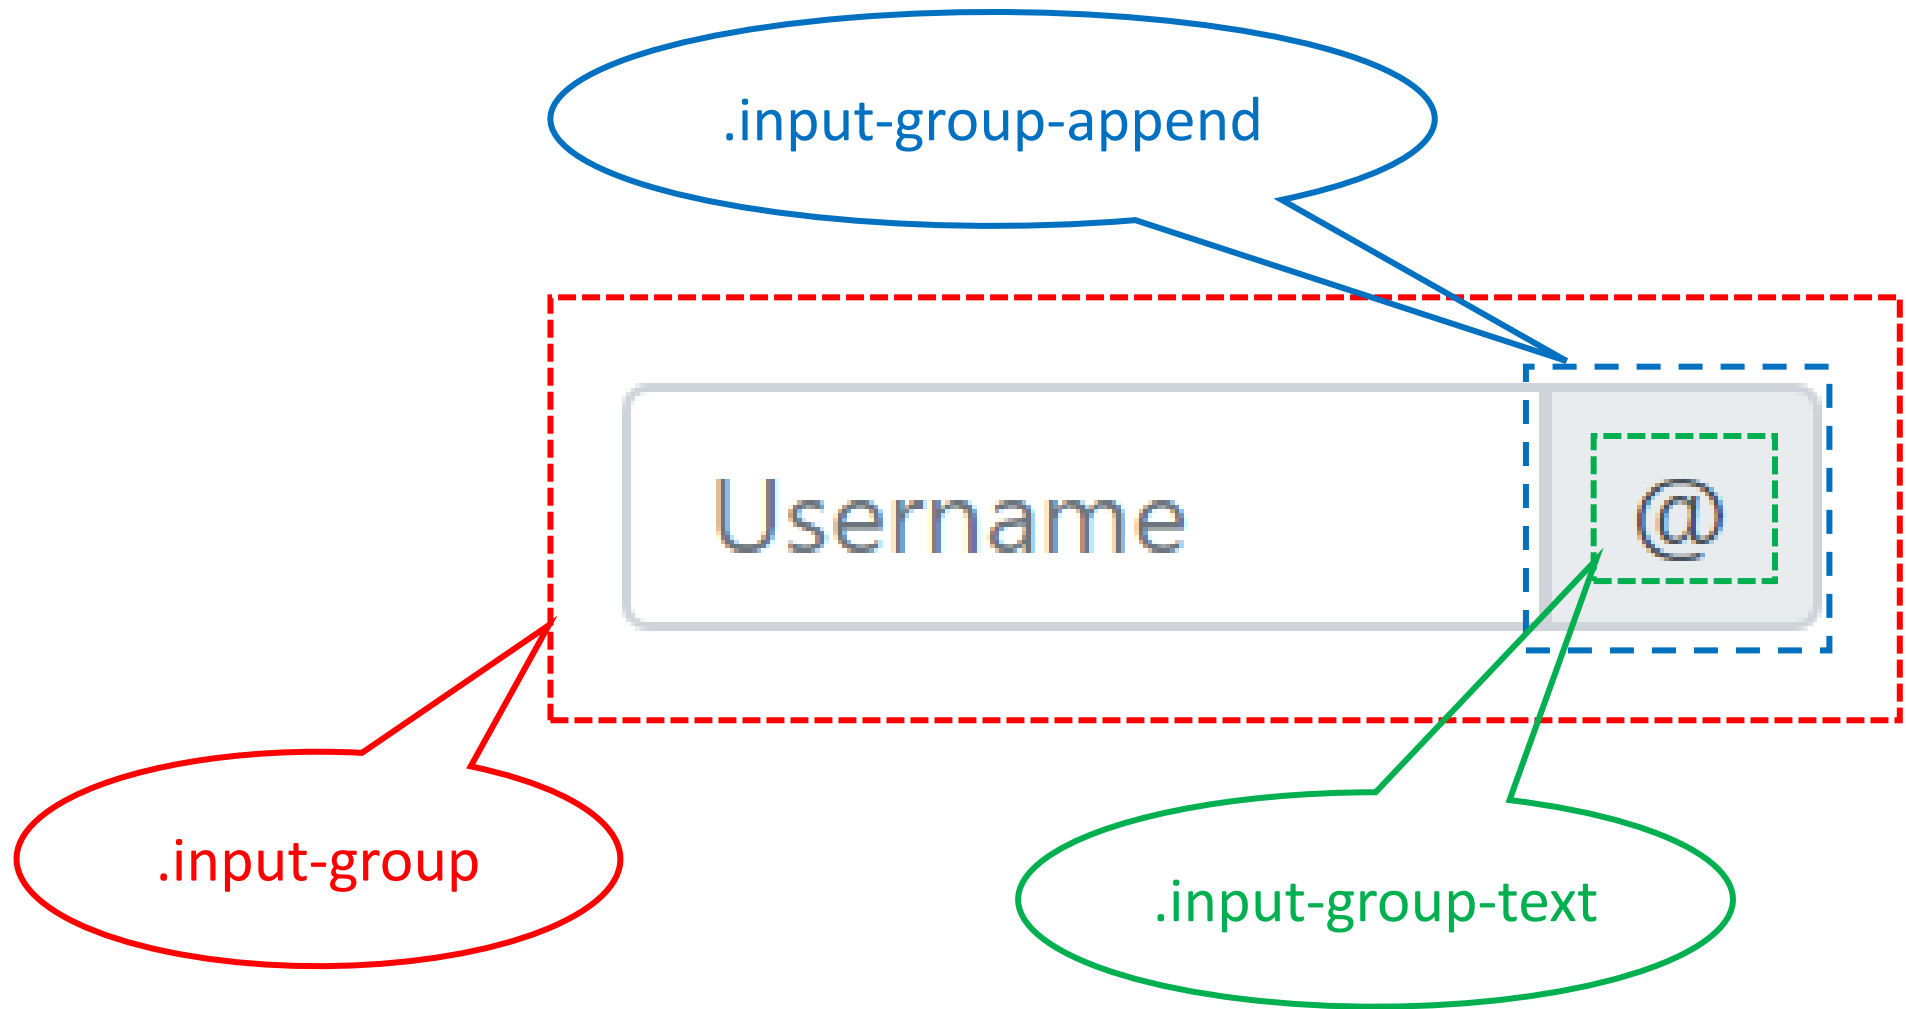 .input-group-append
Username
@
.input-group
.input-group-text